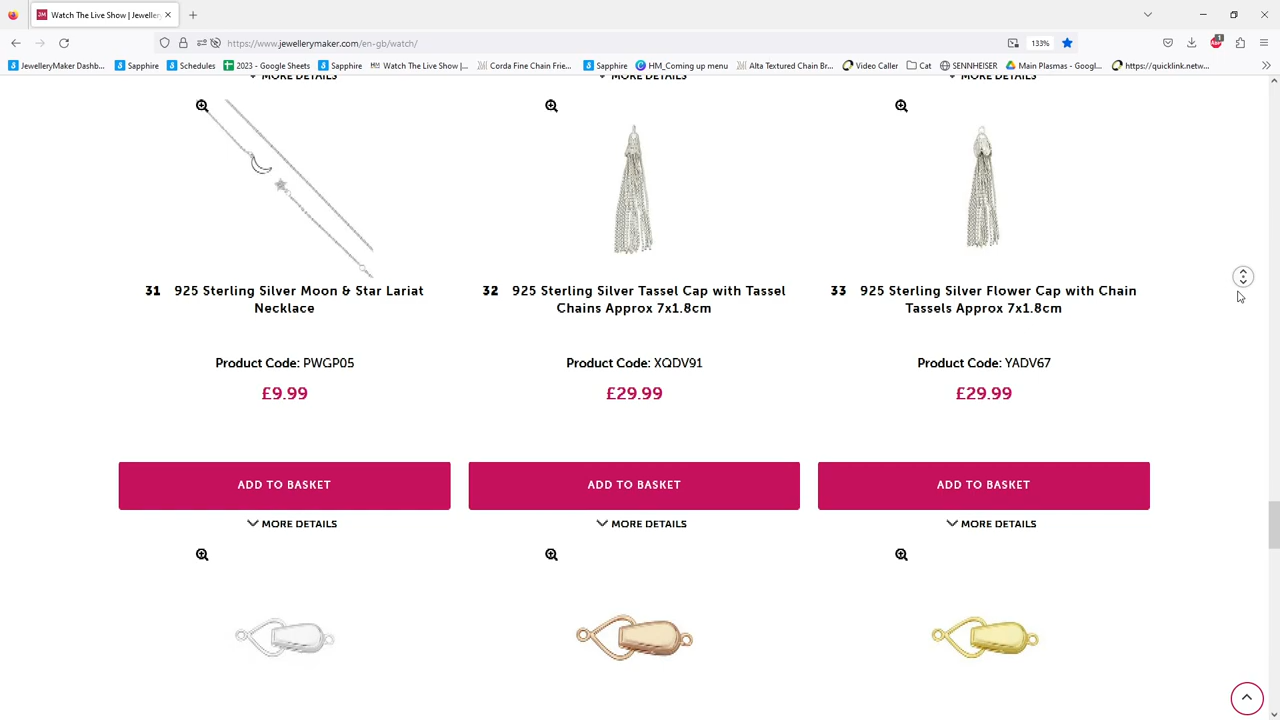 Watch The Live Show | Jeweller
https://www.jewellerymaker.com/en-gb/watch/
133%
1
JewelleryMaker Dashb...
Sapphire
Schedules
2023 - Google Sheets
Sapphire
Watch The Live Show |...
Corda Fine Chain Frie...
Sapphire
HM_Coming up menu
Alta Textured Chain Br...
Video Caller
Cat
SENNHEISER
Main Plasmas - Googl...
https://quicklink.netw...
MORE DETAILS
MORE DETAILS
MORE DETAILS
31 925 Sterling Silver Moon & Star Lariat
Necklace
Product Code: PWGP05
£9.99
ADD TO BASKET
MORE DETAILS
32 925 Sterling Silver Tassel Cap with Tassel
Chains Approx 7x1.8cm
Product Code: XQDV91
£29.99
ADD TO BASKET
MORE DETAILS
33 925 Sterling Silver Flower Cap with Chain
Tassels Approx 7x1.8cm
Product Code: YADV67
£29.99
ADD TO BASKET
MORE DETAILS